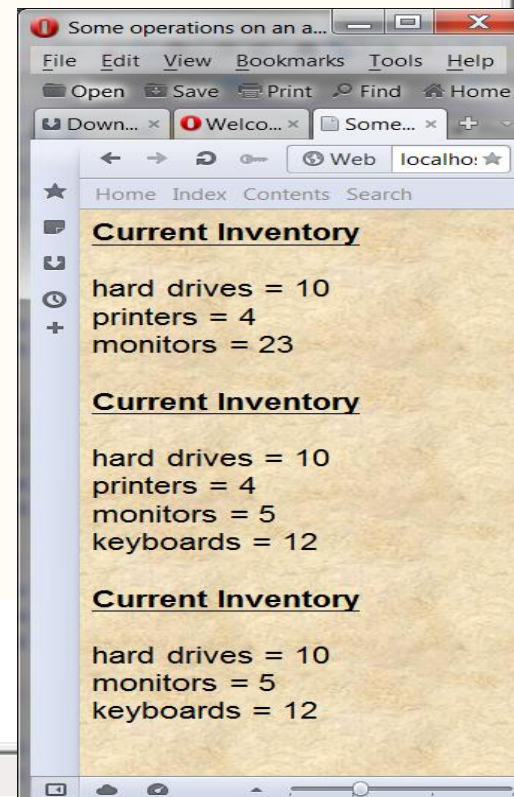 Some operations on an a...
File Edit View Bookmarks Tools Help
Open Save Print Find Home
Down... Welco... Some...
Web localho:
Home Index Contents Search
Current Inventory
hard drives = 10
printers = 4
monitors = 23
Current Inventory
hard drives = 10
printers = 4
monitors = 5
keyboards = 12
Current Inventory
hard drives = 10
monitors = 5
keyboards = 12